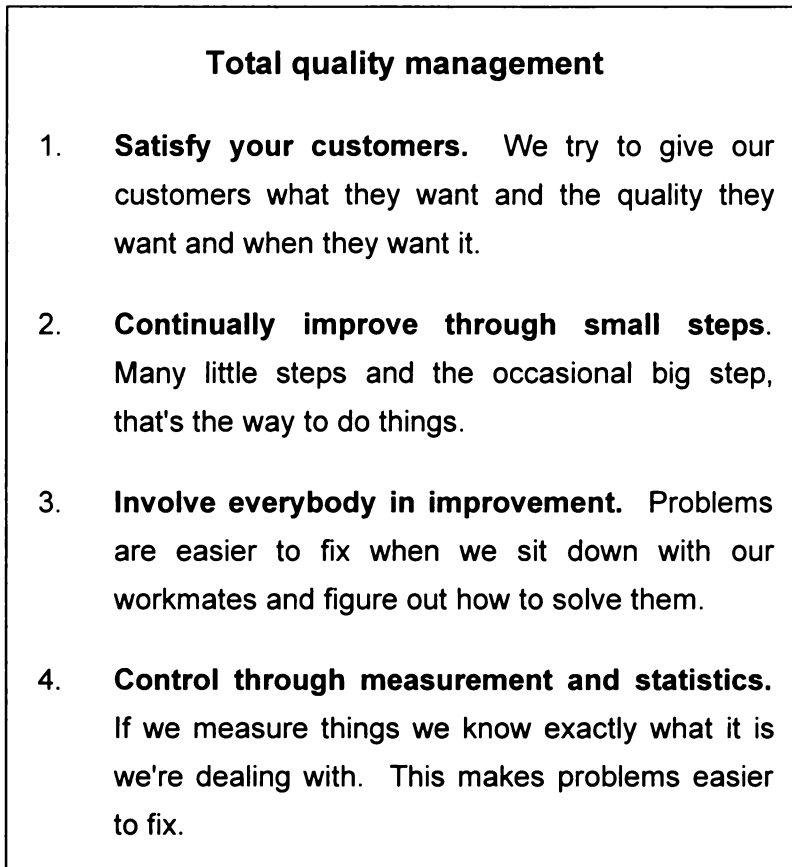 Total quality management
1. Satisfy your customers. We try to give our
customers what they want and the quality they
want and when they want it.
2. Continually improve through small steps.
Many little steps and the occasional big step,
that's the way to do things.
3. Involve everybody in improvement. Problems
are easier to fix when we sit down with our
workmates and figure out how to solve them.
4. Control through measurement and statistics.
If we measure things we know exactly what it is
we're dealing with. This makes problems easier
to fix.